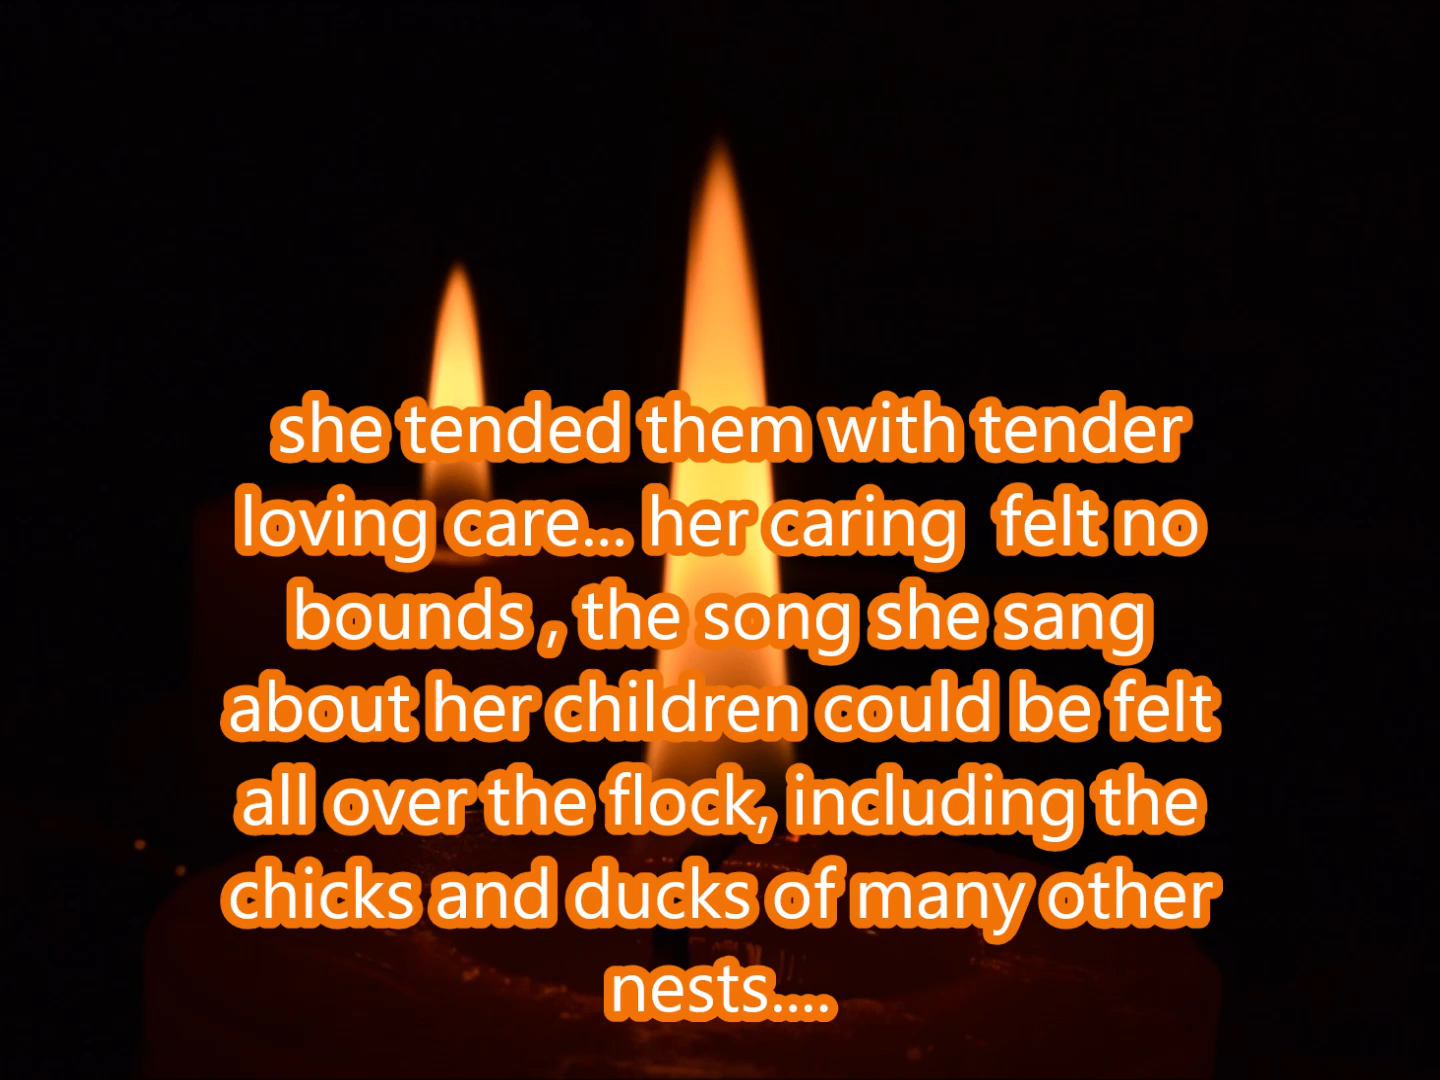 she tended them with tender
loving care... her caring  felt no
bounds , the song she sang
about her children could be felt
all over the flock, including the
chicks and ducks of many other
nests....